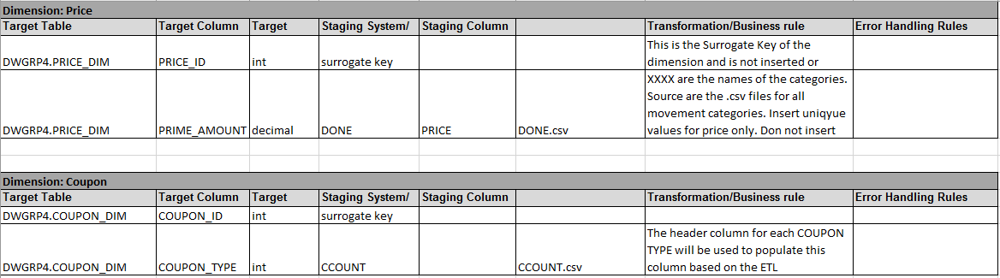 Dimension: Price
Target Table Target Column Target Staging System/ Staging Column Transformation/Business rule Error Handling Rules
This is the Surrogate Key of the
DWGRP4.PRICE_DIM PRICE_ID int surrogate key dimension and is not inserted or
XXXX are the names of the categories.
Source are the .csv files for all
movement categories. Insert uniqyue
DWGRP4.PRICE_DIM PRIME_AMOUNT decimal DONE PRICE DONE.csv values for price only. Don not insert
Dimension: Coupon
Target Table Target Column Target Staging System/ Staging Column Transformation/Business rule Error Handling Rules
DWGRP4.COUPON_DIM COUPON_ID int surrogate key
The header column for each COUPON
TYPE will be used to populate this
DWGRP4.COUPON_DIM COUPON_TYPE int CCOUNT CCOUNT.csv column based on the ETL